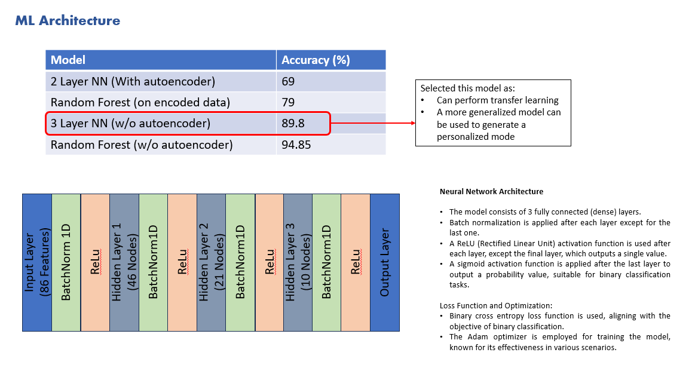 ML Architecture
Model Accuracy (%)
2 Layer NN (With autoencoder) 69
Random Forest (on encoded data) 79
3 Layer NN (w/o autoencoder) 89.8
Random Forest (w/o autoencoder) 94.85
Selected this model as:
• Can perform transfer learning
• A more generalized model can
be used to generate a
personalized mode
Input Layer
(86 Features)
BatchNorm 1D
ReLu
Hidden Layer 1
(46 Nodes)
BatchNorm1D
ReLu
Hidden Layer 2
(21 Nodes)
BatchNorm1D
ReLu
Hidden Layer 3
(10 Nodes)
BatchNorm1D
ReLu
Output Layer
Neural Network Architecture
• The model consists of 3 fully connected (dense) layers.
• Batch normalization is applied after each layer except for the
last one.
• A ReLU (Rectified Linear Unit) activation function is used after
each layer, except the final layer, which outputs a single value.
• A sigmoid activation function is applied after the last layer to
output a probability value, suitable for binary classification
tasks.
Loss Function and Optimization:
• Binary cross entropy loss function is used, aligning with the
objective of binary classification.
• The Adam optimizer is employed for training the model,
known for its effectiveness in various scenarios.